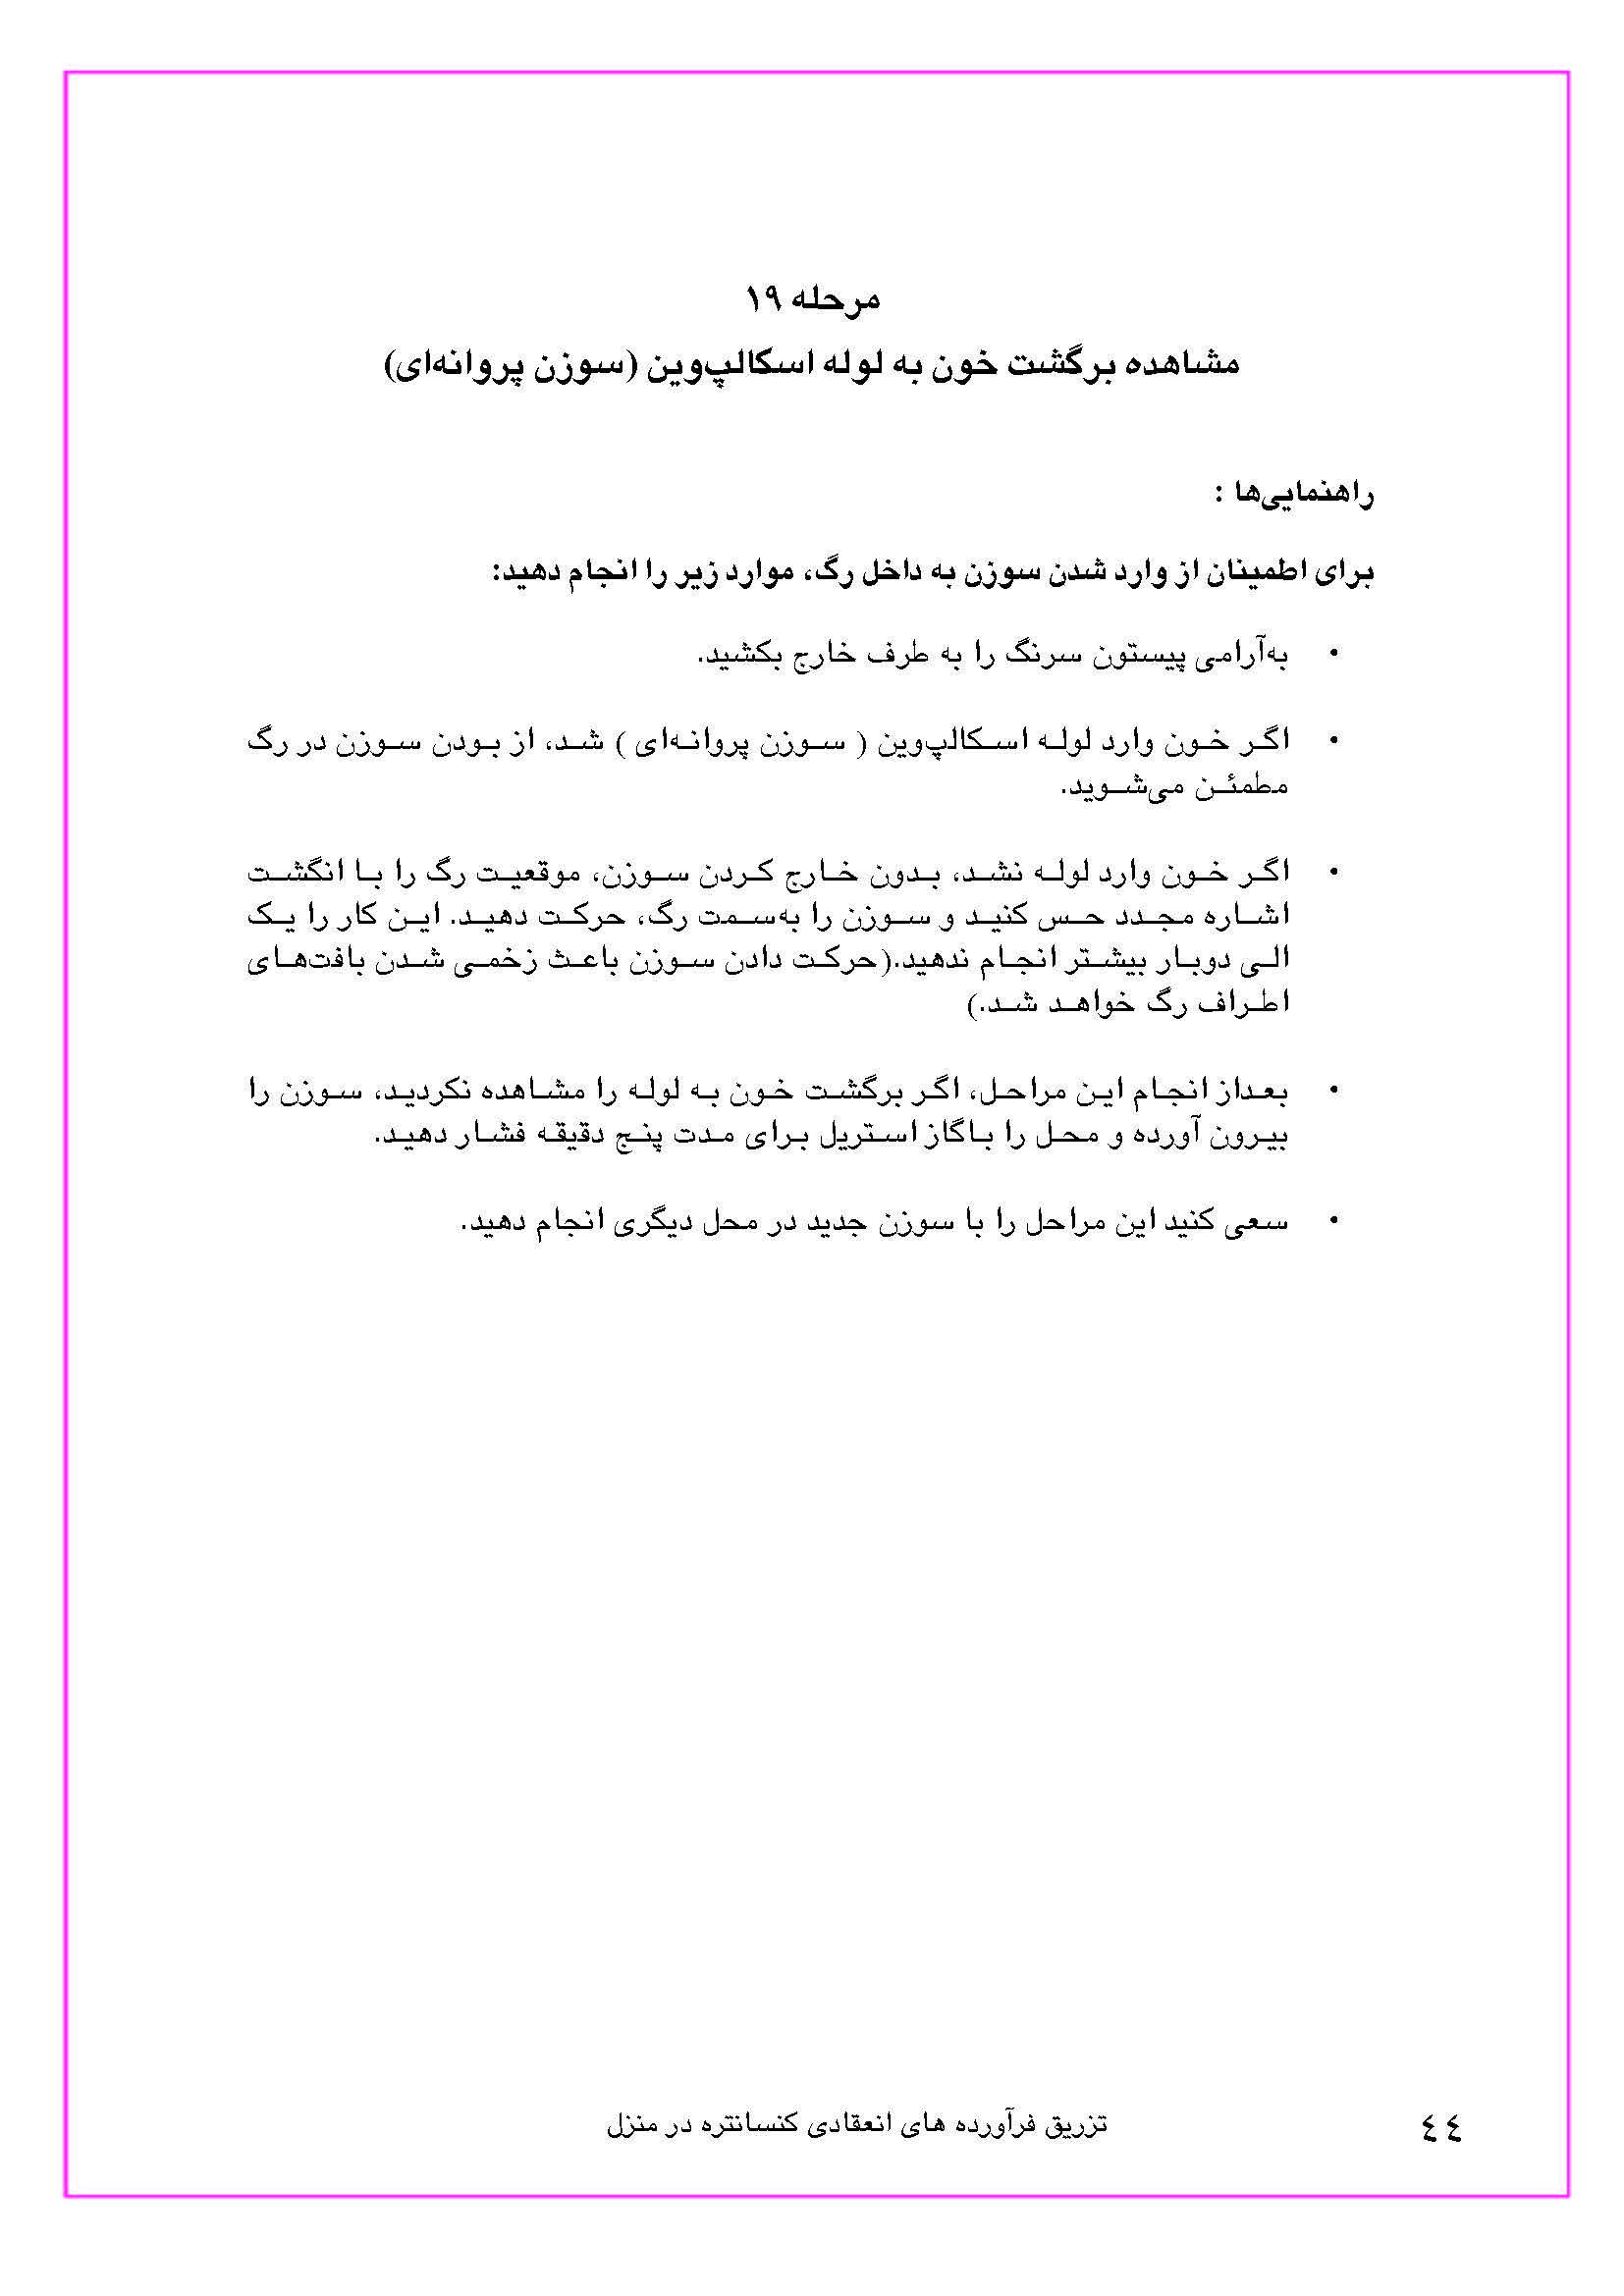 مرحله ۱۹
مشاهده برگشت خون به لوله اسکالپ‌وین (سوزن پروانه‌ای)
راهنمایی‌ها :
برای اطمینان از وارد شدن سوزن به داخل رگ، موارد زیر را انجام دهید:
• به‌آرامی پیستون سرنگ را به طرف خارج بکشید.
• اگر خون وارد لوله اسکالپ‌وین ( سوزن پروانه‌ای ) شد، از بودن سوزن در رگ
مطمئن می‌شوید.
• اگر خون وارد لوله نشد، بدون خارج کردن سوزن، موقعیت رگ را با انگشت
اشاره مجدد حس کنید و سوزن را به‌سمت رگ، حرکت دهید. این کار را یک
الی دوبار بیشتر انجام ندهید.(حرکت دادن سوزن باعث زخمی شدن بافت‌های
اطراف رگ خواهد شد.)
• بعداز انجام این مراحل، اگر برگشت خون به لوله را مشاهده نکردید، سوزن را
بیرون آورده و محل را باگاز استریل برای مدت پنج دقیقه فشار دهید.
• سعی کنید این مراحل را با سوزن جدید در محل دیگری انجام دهید.
٤٤ تزریق فرآورده های انعقادی کنسانتره در منزل